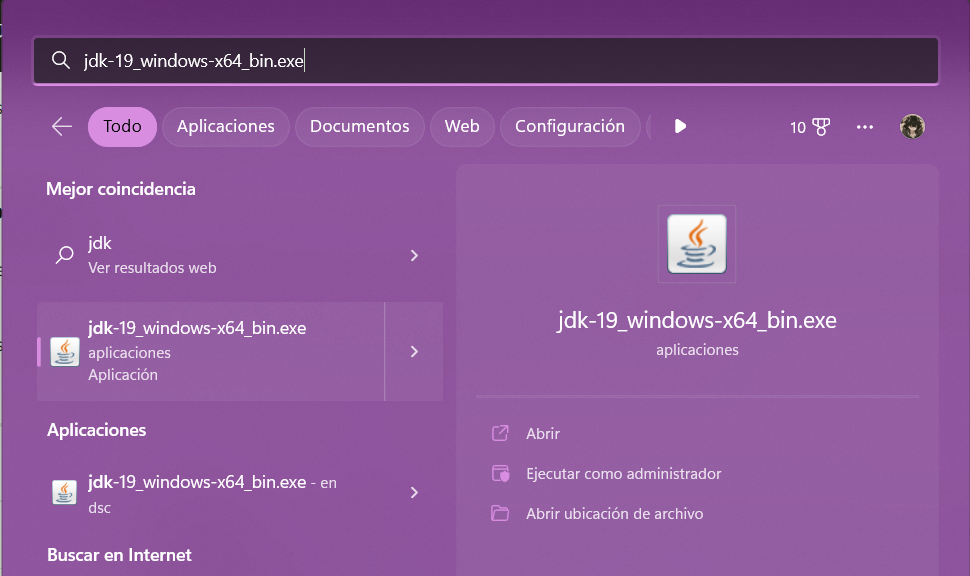 jdk-19_windows-x64_bin.exe
Todo Aplicaciones Documentos Web Configuración 10
Mejor coincidencia
jdk
Ver resultados web
jdk-19_windows-x64_bin.exe
aplicaciones
Aplicación
Aplicaciones
jdk-19_windows-x64_bin.exe - en
dsc
Buscar en Internet
jdk-19_windows-x64_bin.exe
aplicaciones
Abrir
Ejecutar como administrador
Abrir ubicación de archivo